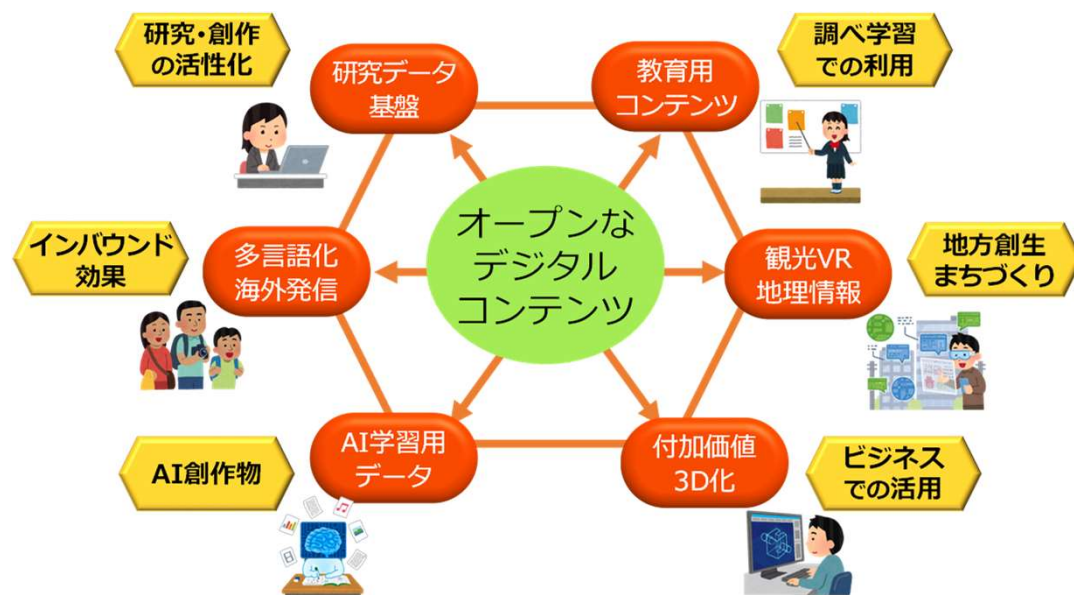 研究・創作
の活性化
研究データ
基盤
教育用
コンテンツ
調べ学習
での利用
オープンな
デジタル
コンテンツ
インバウンド
効果
多言語化
海外発信
観光VR
地理情報
地方創生
まちづくり
AI創作物
AI学習用
データ
付加価値
3D化
ビジネス
での活用